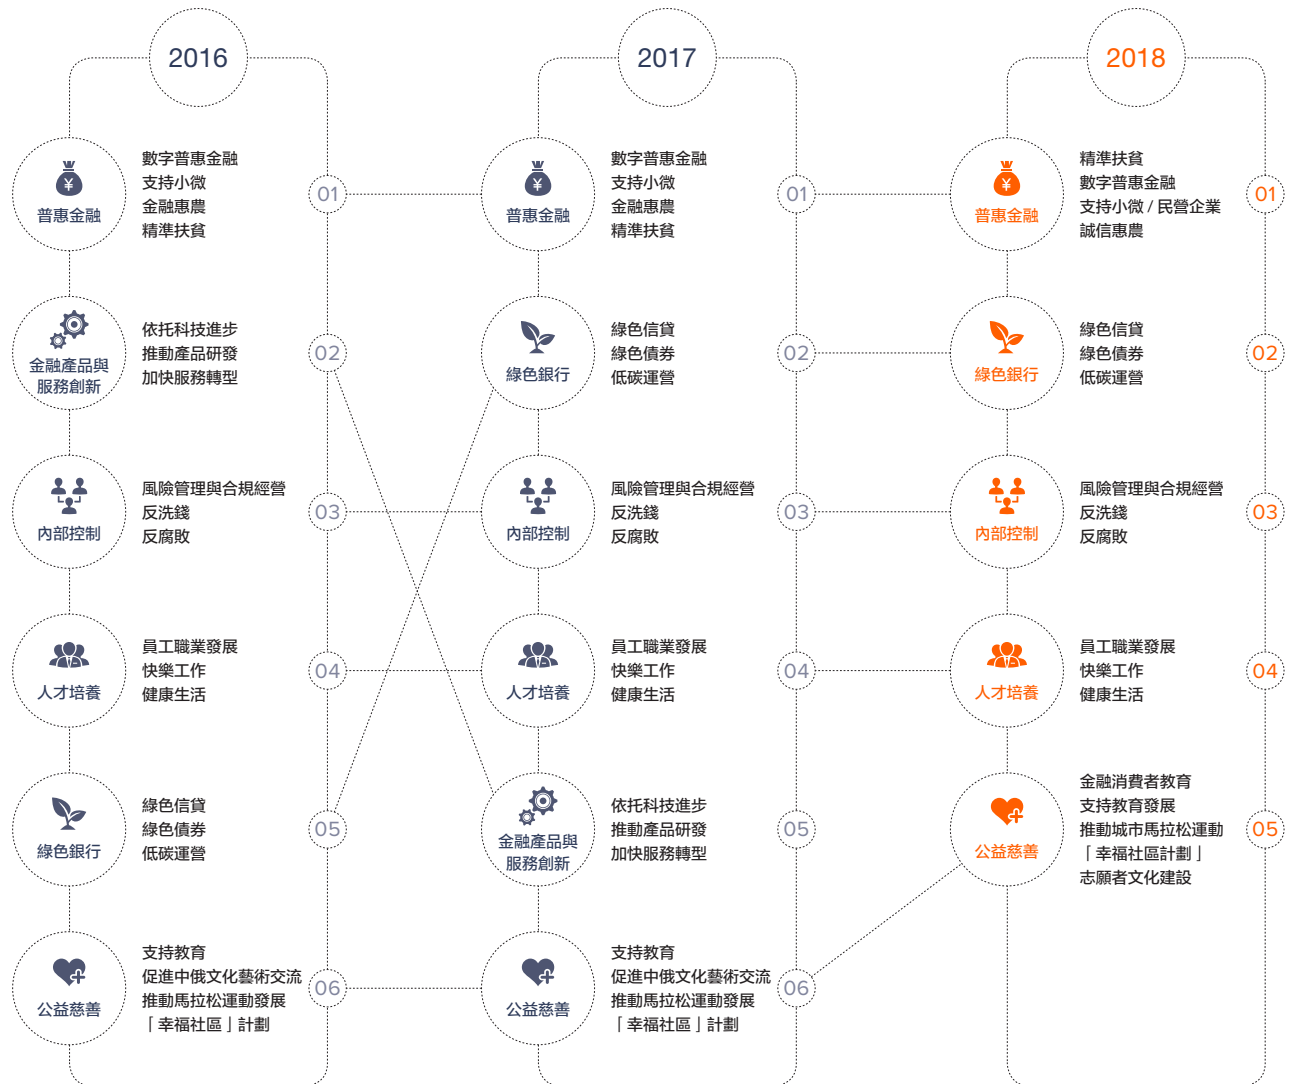 2016
普惠金融
數字普惠金融
支持小微
金融惠農
精準扶貧
01
金融產品與
服務創新
依托科技進步
推動產品研發
加快服務轉型
02
內部控制
風險管理與合規經營
反洗錢
反腐敗
03
人才培養
員工職業發展
快樂工作
健康生活
04
綠色銀行
綠色信貸
綠色債券
低碳運營
05
公益慈善
支持教育
促進中俄文化藝術交流
推動馬拉松運動發展
「幸福社區」計劃
06
2017
普惠金融
數字普惠金融
支持小微
金融惠農
精準扶貧
01
綠色銀行
綠色信貸
綠色債券
低碳運營
02
內部控制
風險管理與合規經營
反洗錢
反腐敗
03
人才培養
員工職業發展
快樂工作
健康生活
04
金融產品與
服務創新
依托科技進步
推動產品研發
加快服務轉型
05
公益慈善
支持教育
促進中俄文化藝術交流
推動馬拉松運動發展
「幸福社區」計劃
06
2018
普惠金融
精準扶貧
數字普惠金融
支持小微 / 民營企業
誠信惠農
01
綠色銀行
綠色信貸
綠色債券
低碳運營
02
內部控制
風險管理與合規經營
反洗錢
反腐敗
03
人才培養
員工職業發展
快樂工作
健康生活
04
公益慈善
金融消費者教育
支持教育發展
推動城市馬拉松運動
「幸福社區計劃」
志願者文化建設
05